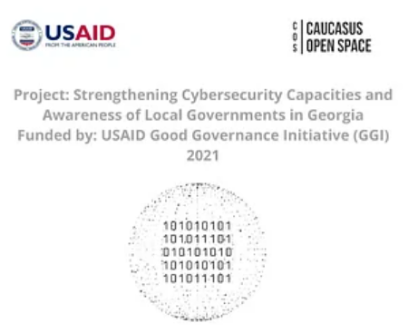 USAID
FROM THE AMERICAN PEOPLE
COS
CAUCASUS
OPEN SPACE
Project: Strengthening Cybersecurity Capacities and
Awareness of Local Governments in Georgia
Funded by: USAID Good Governance Initiative (GGI)
2021
101010101
101011101
010101010
101010101
101011101